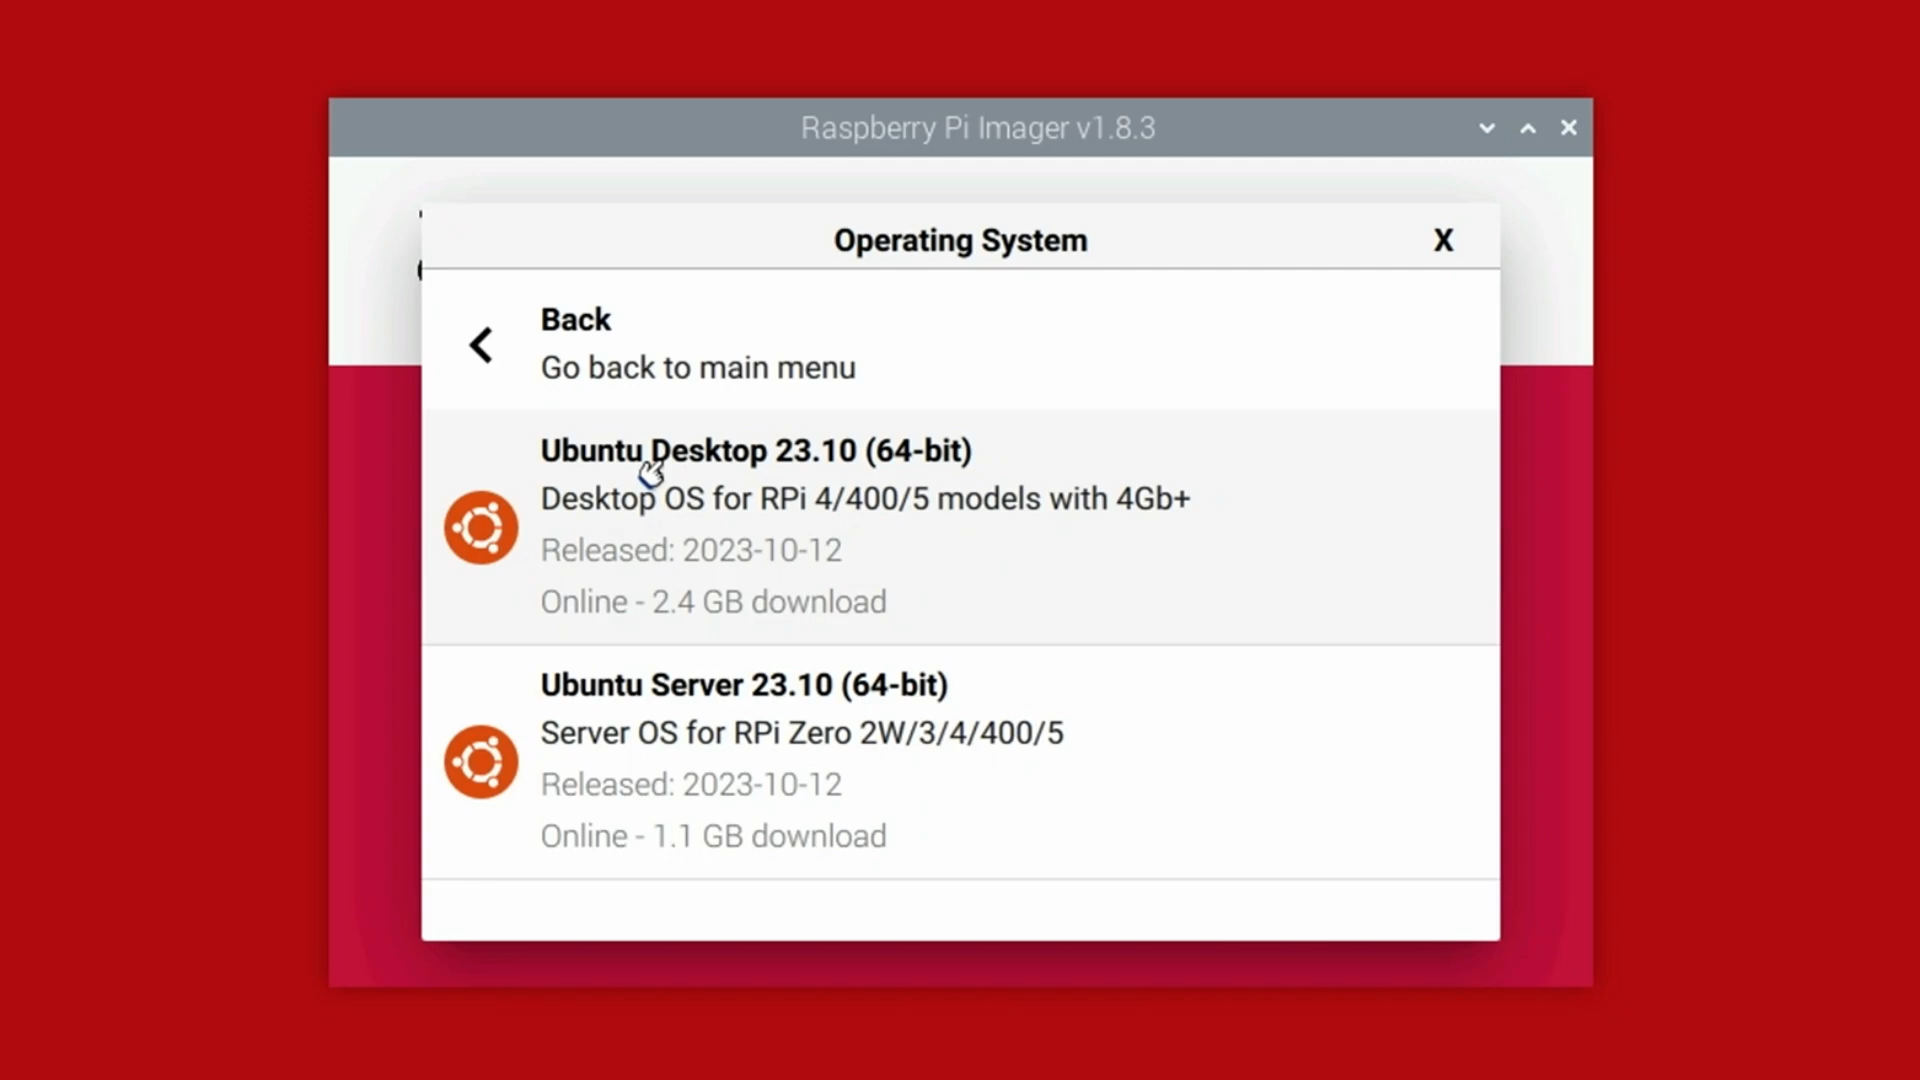 Raspberry Pi Imager v1.8.3
Operating System
X
Back
Go back to main menu
Ubuntu Desktop 23.10 (64-bit)
Desktop OS for RPi 4/400/5 models with 4Gb+
Released: 2023-10-12
Online - 2.4 GB download
Ubuntu Server 23.10 (64-bit)
Server OS for RPi Zero 2W/3/4/400/5
Released: 2023-10-12
Online - 1.1 GB download